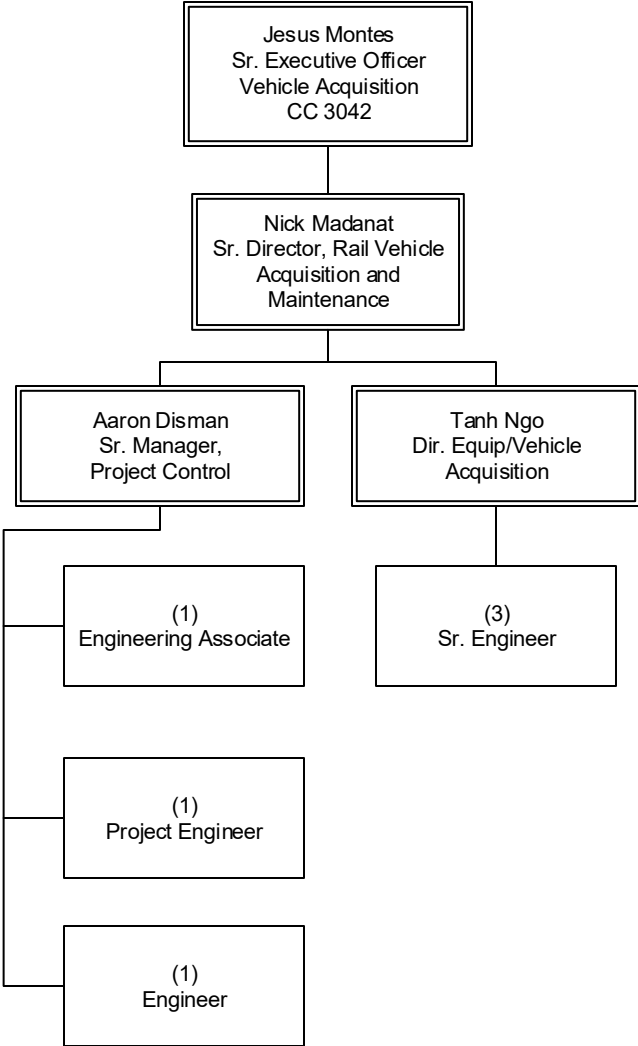 Jesus Montes
Sr. Executive Officer
Vehicle Acquisition
CC 3042
Nick Madanat
Sr. Director, Rail Vehicle
Acquisition and
Maintenance
Aaron Disman
Sr. Manager,
Project Control
Tanh Ngo
Dir. Equip/Vehicle
Acquisition
(1)
Engineering Associate
(3)
Sr. Engineer
(1)
Project Engineer
(1)
Engineer